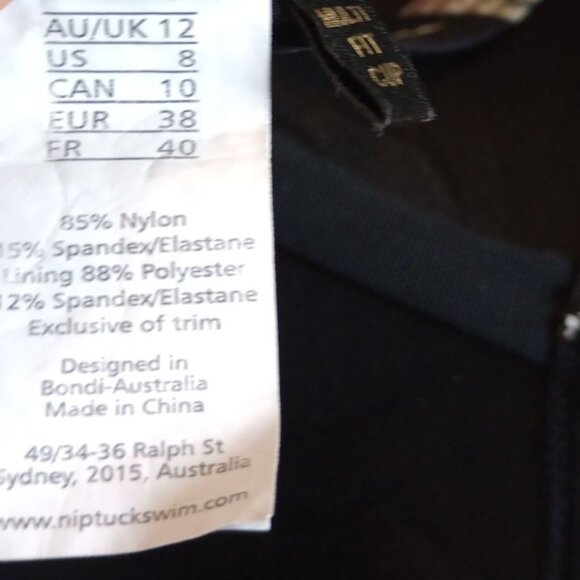 AU/UK 12
US 8
CAN 10
EUR 38
FR 40
85% Nylon
15% Spandex/Elastane
Lining 88% Polyester
12% Spandex/Elastane
Exclusive of trim
Designed in
Bondi-Australia
Made in China
49/34-36 Ralph St
Sydney, 2015, Australia
www.niptuckswim.com
MULTI
FIT
CUP